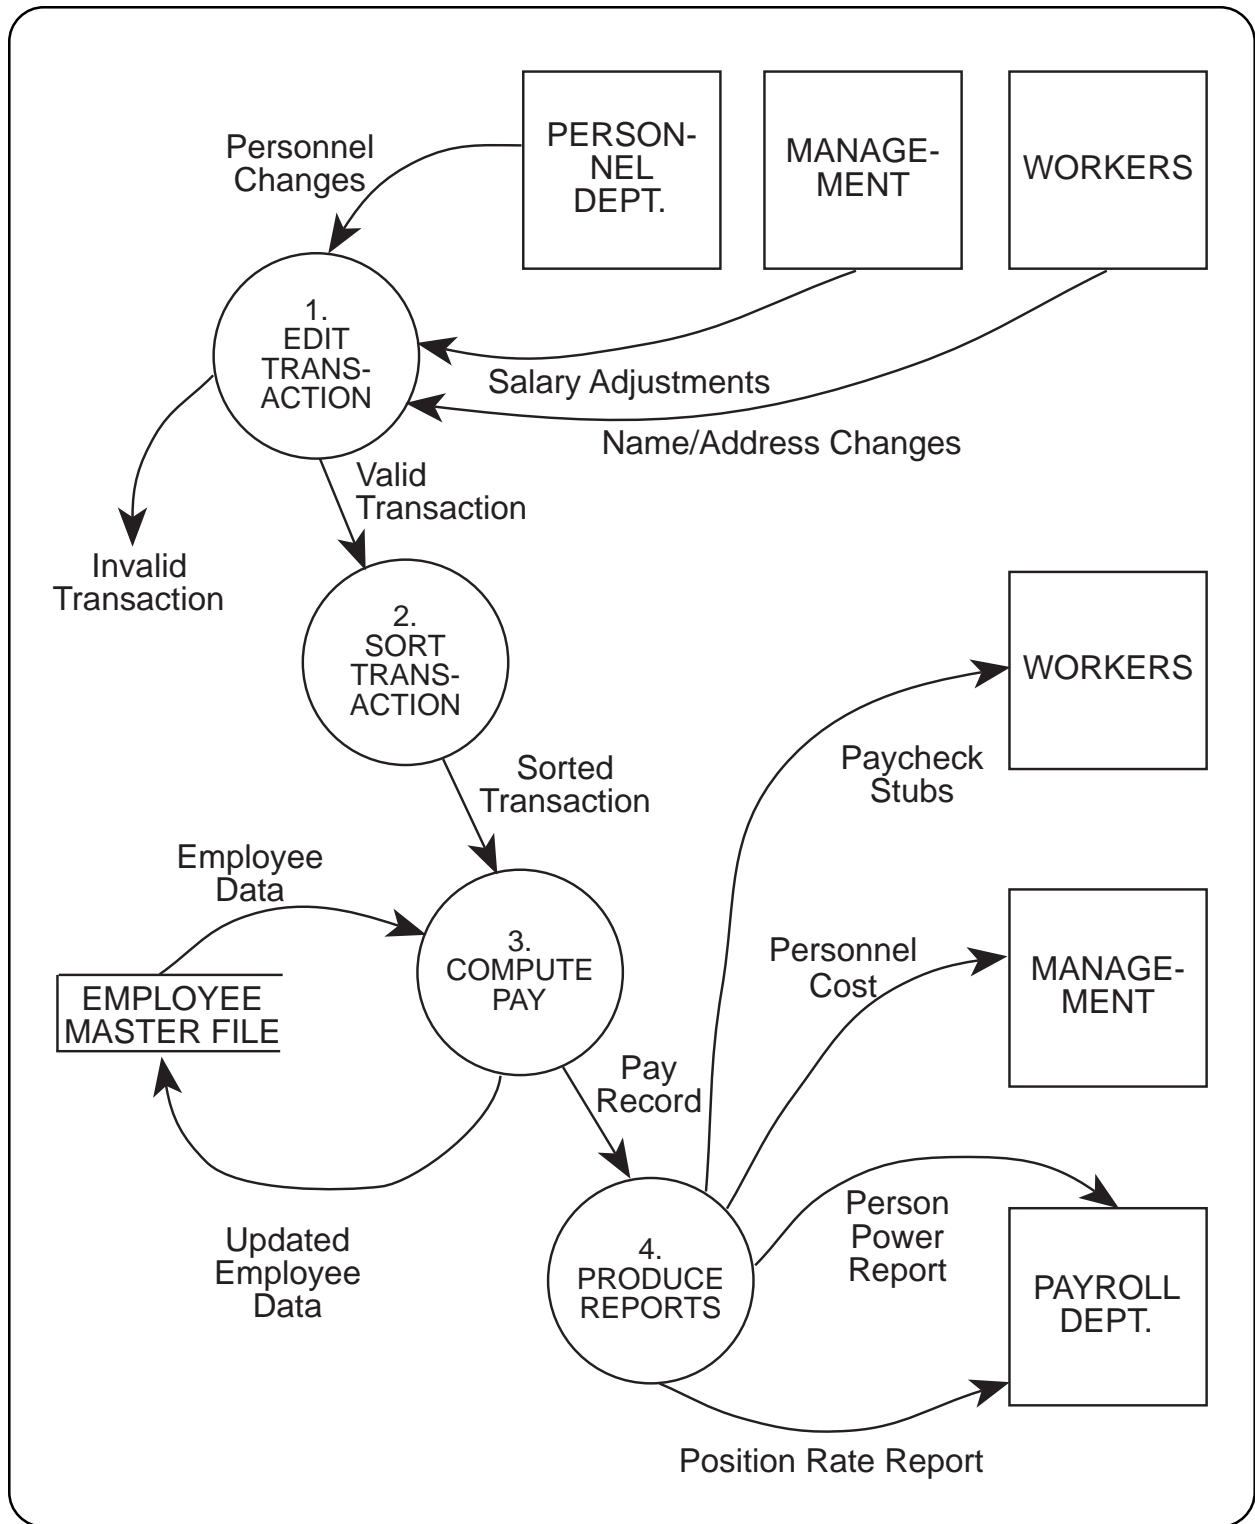 PERSON-
NEL
DEPT.
MANAGE-
MENT
WORKERS
Personnel
Changes
1.
EDIT
TRANS-
ACTION
Salary Adjustments
Name/Address Changes
Valid
Transaction
Invalid
Transaction
2.
SORT
TRANS-
ACTION
WORKERS
Paycheck
Stubs
Sorted
Transaction
Employee
Data
3.
COMPUTE
PAY
EMPLOYEE
MASTER FILE
Personnel
Cost
MANAGE-
MENT
Pay
Record
Updated
Employee
Data
4.
PRODUCE
REPORTS
Person
Power
Report
PAYROLL
DEPT.
Position Rate Report